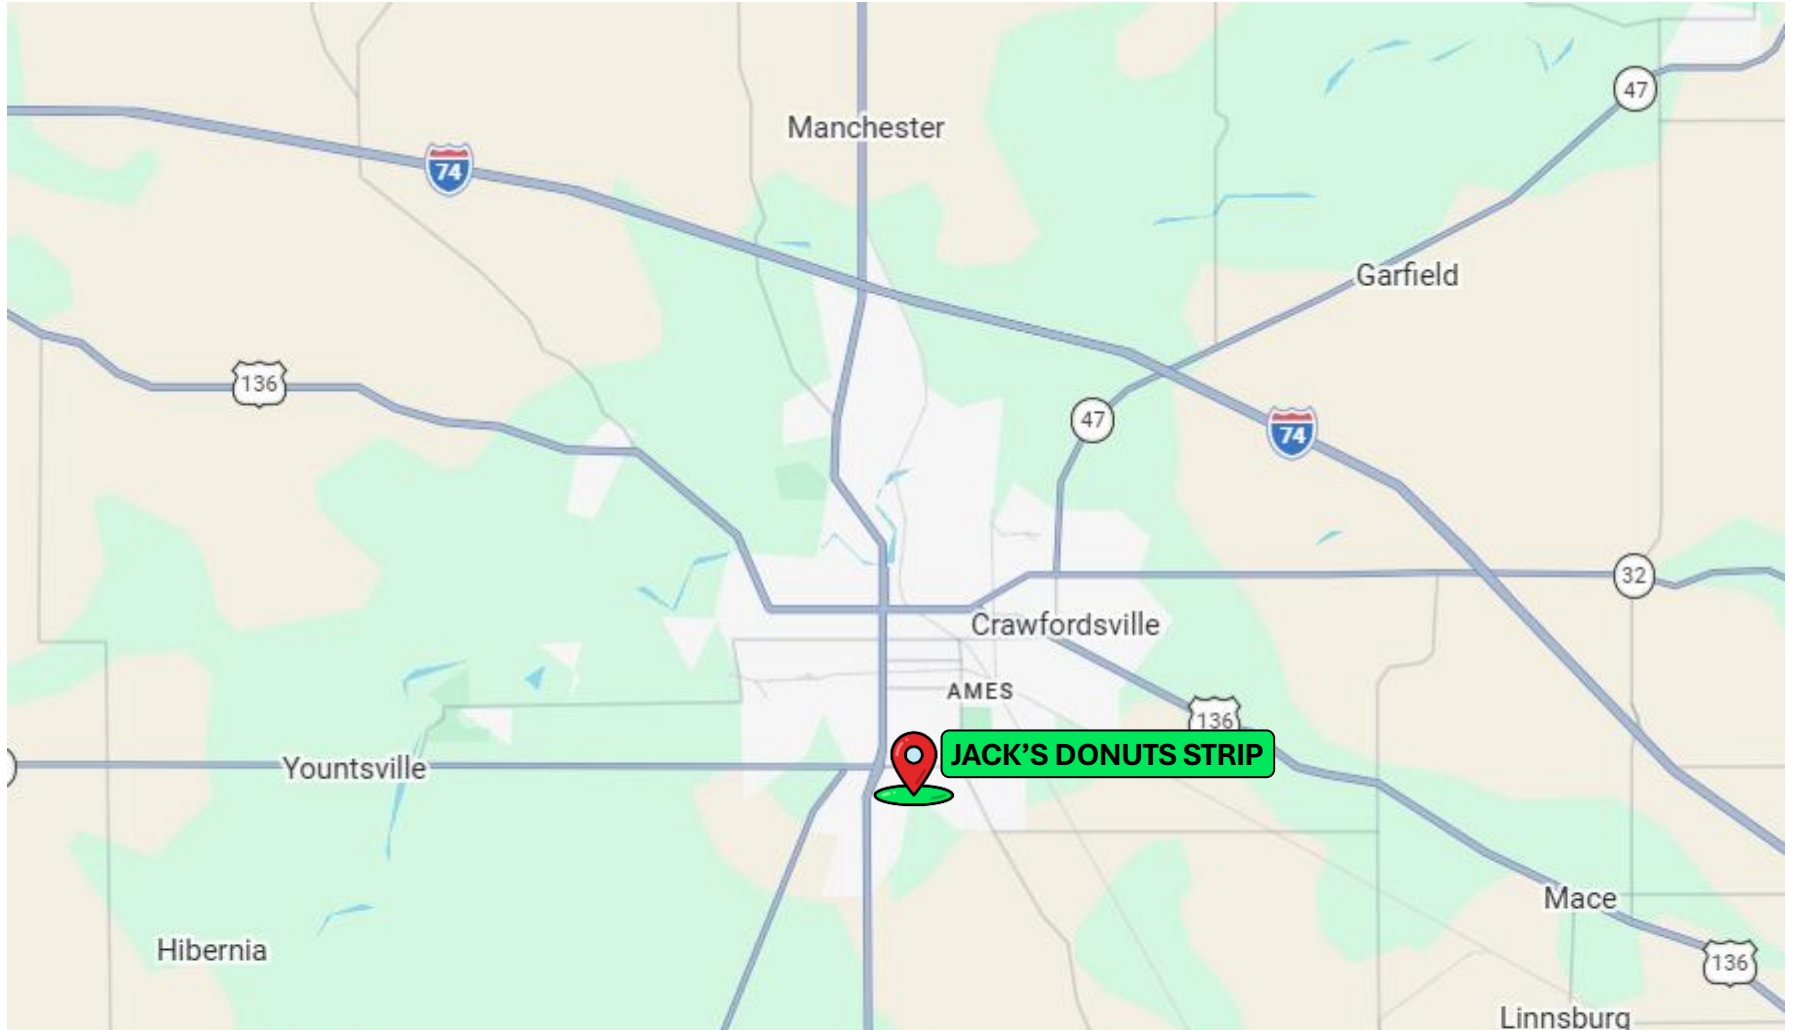 47
Manchester
74
Garfield
136
47
74
32
Crawfordsville
AMES
136
JACK'S DONUTS STRIP
Yountsville
Mace
Hibernia
136
Linnsburg